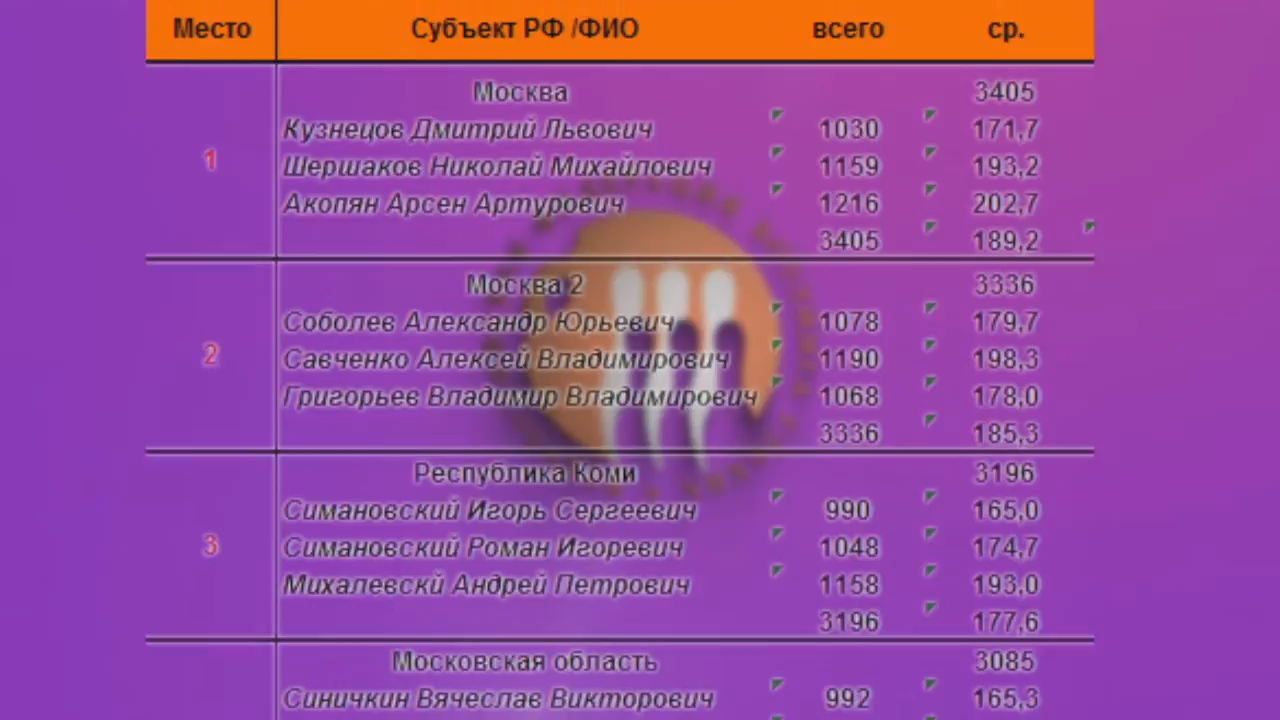 Место Субъект РФ /ФИО всего ср.
Москва 3405
Кузнецов Дмитрий Львович 1030 171,7
1 Шершаков Николай Михайлович 1159 193,2
Акопян Арсен Артурович 1216 202,7
3405 189,2
Москва 2 3336
Соболев Александр Юрьевич 1078 179,7
2 Савченко Алексей Владимирович 1190 198,3
Григорьев Владимир Владимирович 1068 178,0
3336 185,3
Республика Коми 3196
Симановский Игорь Сергеевич 990 165,0
3 Симановский Роман Игоревич 1048 174,7
Михалевскй Андрей Петрович 1158 193,0
3196 177,6
Московская область 3085
Синичкин Вячеслав Викторович 992 165,3